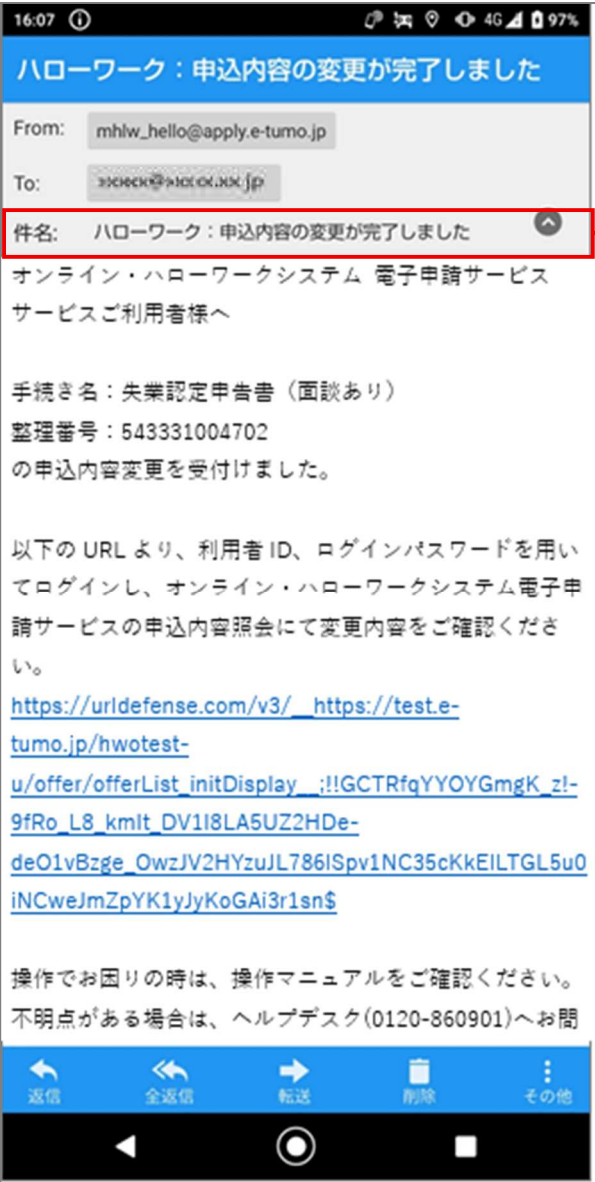 16:07 4G 97%
ハローワーク：申込内容の変更が完了しました
From: mhlw_hello@apply.e-tumo.jp
To: jp
件名: ハローワーク：申込内容の変更が完了しました
オンライン・ハローワークシステム 電子申請サービス
サービスご利用者様へ
手続き名：失業認定申告書（面談あり）
整理番号：543331004702
の申込内容変更を受付けました。
以下の URL より、利用者 ID、ログインパスワードを用い
てログインし、オンライン・ハローワークシステム電子申
請サービスの申込内容照会にて変更内容をご確認くださ
い。
https://urldefense.com/v3/__https://test.e-
tumo.jp/hwotest-
u/offer/offerList_initDisplay__;!!GCTRfqYYOYGmgK_z!-
9fRo_L8_kmIt_DV1I8LA5UZ2HDe-
deO1vBzge_OwzJV2HYzuJL786ISpv1NC35cKkEILTGL5u0
iNCweJmZpYK1yJyKoGAi3r1sn$
操作でお困りの時は、操作マニュアルをご確認ください。
不明点がある場合は、ヘルプデスク(0120-860901)へお問
返信 全返信 転送 削除 その他